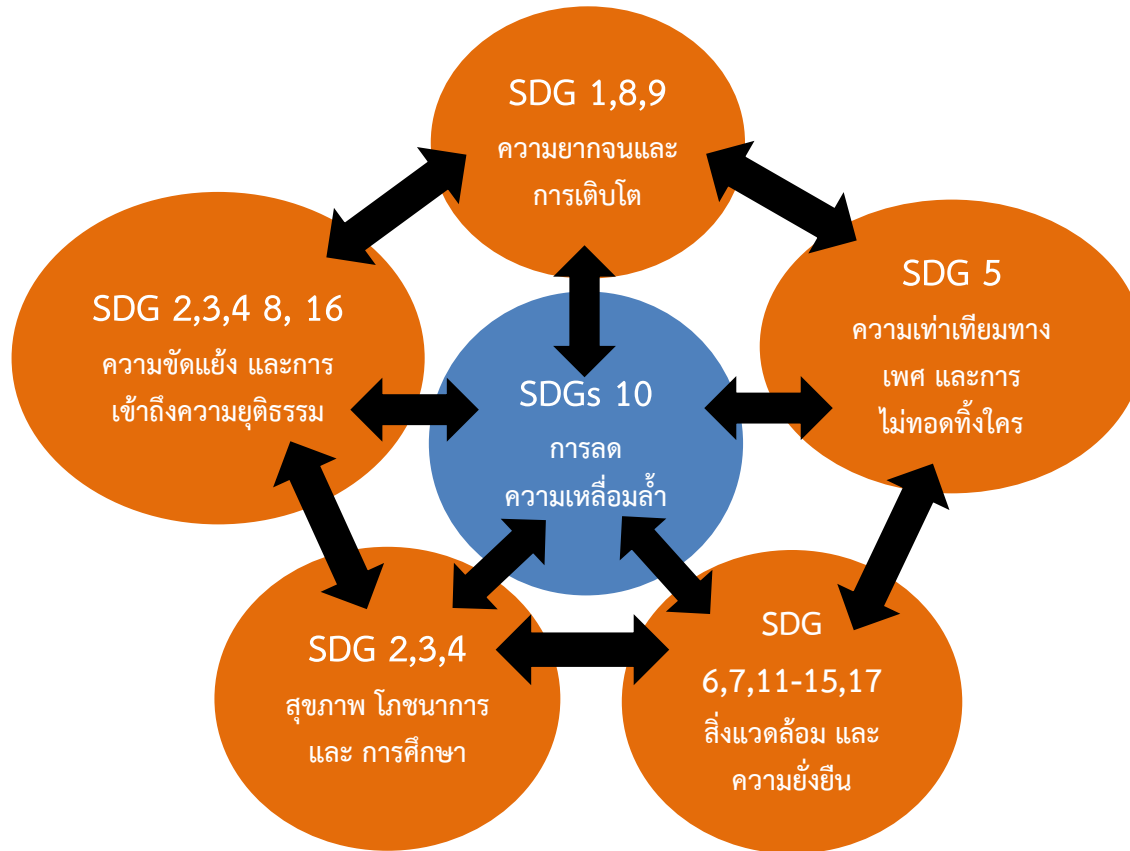 SDG 1,8,9
ความยากจนและ
การเติบโต
SDG 2,3,4 8, 16
ความขัดแย้ง และการ
เข้าถึงความยุติธรรม
SDG 5
ความเท่าเทียมทาง
เพศ และการ
ไม่ทอดทิ้งใคร
SDGs 10
การลด
ความเหลื่อมล้ำ
SDG 2,3,4
สุขภาพ โภชนาการ
และ การศึกษา
SDG
6,7,11-15,17
สิ่งแวดล้อม และ
ความยั่งยืน